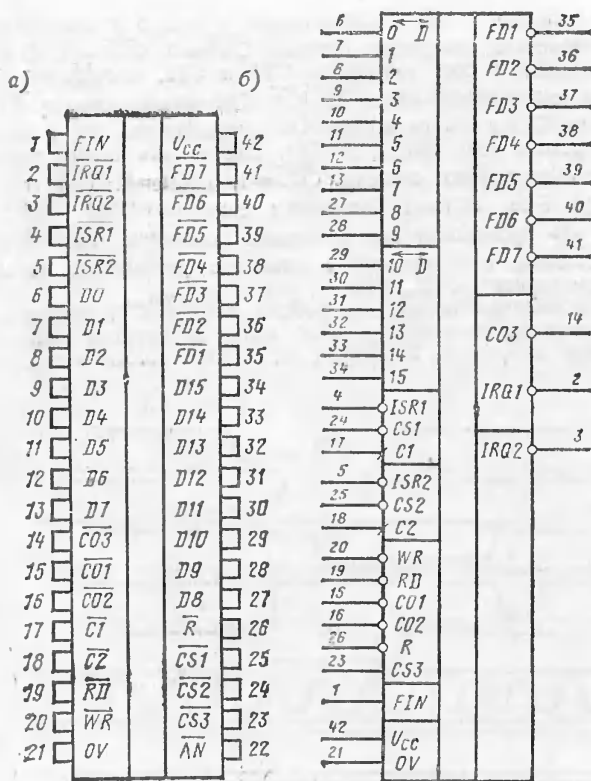 а)
1 FIN Ucc 42
2 IRQ1 FD7 41
3 IRQ2 FD6 40
4 ISR1 FD5 39
5 ISR2 FD4 38
6 D0 FD3 37
7 D1 FD2 36
8 D2 FD1 35
9 D3 D15 34
10 D4 D14 33
11 D5 D13 32
12 D6 D12 31
13 D7 D11 30
14 CO3 D10 29
15 CO1 D9 28
16 CO2 D8 27
17 C1 R 26
18 C2 CS1 25
19 RD CS2 24
20 WR CS3 23
21 OV AN 22
б)
6 0 D
7 1
8 2
9 3
10 4
11 5
12 6
13 7
27 8
28 9
29 10 D
30 11
31 12
32 13
33 14
34 15
4 ISR1
24 CS1
17 C1
5 ISR2
25 CS2
18 C2
20 WR
19 RD
15 CO1
16 CO2
26 R
23 CS3
1 FIN
42 Ucc
21 OV
FD1 35
FD2 36
FD3 37
FD4 38
FD5 39
FD6 40
FD7 41
CO3 14
IRQ1 2
IRQ2 3